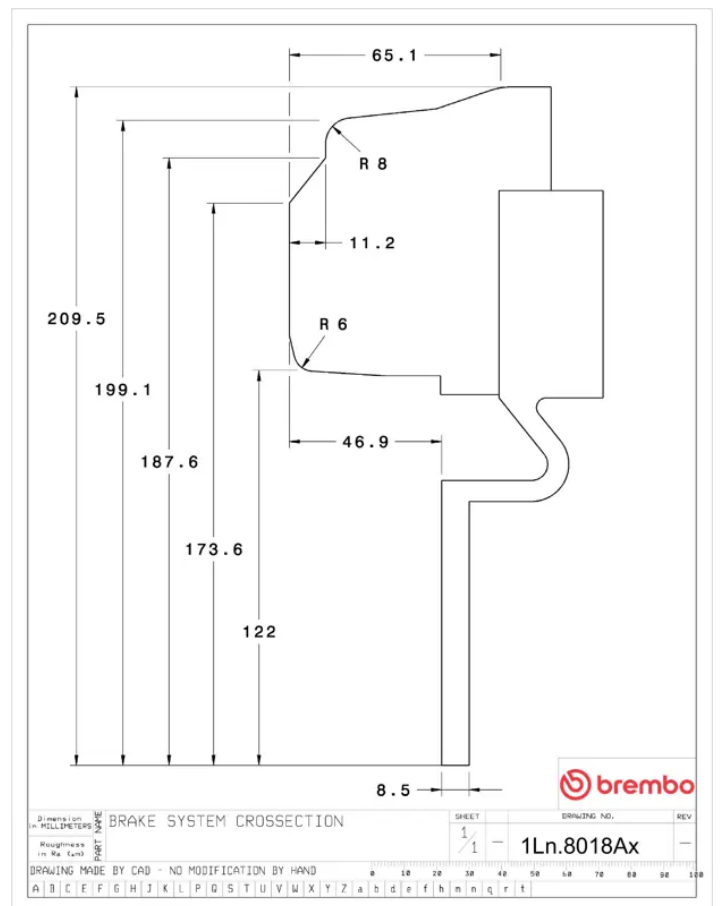 65.1
R 8
11.2
209.5
R 6
199.1
46.9
187.6
173.6
122
8.5
brembo
Dimension
in MILLIMETERS
Roughness
in Ra (um)
PART NAME
BRAKE SYSTEM CROSSECTION
SHEET
1/1
—
DRAWING NO.
1Ln.8018Ax
REV
—
DRAWING MADE BY CAD - NO MODIFICATION BY HAND
0 10 20 30 40 50 60 70 80 90 100
A B C E F G H J K L P Q S T U V W X Y Z a b d e f h m n q r t